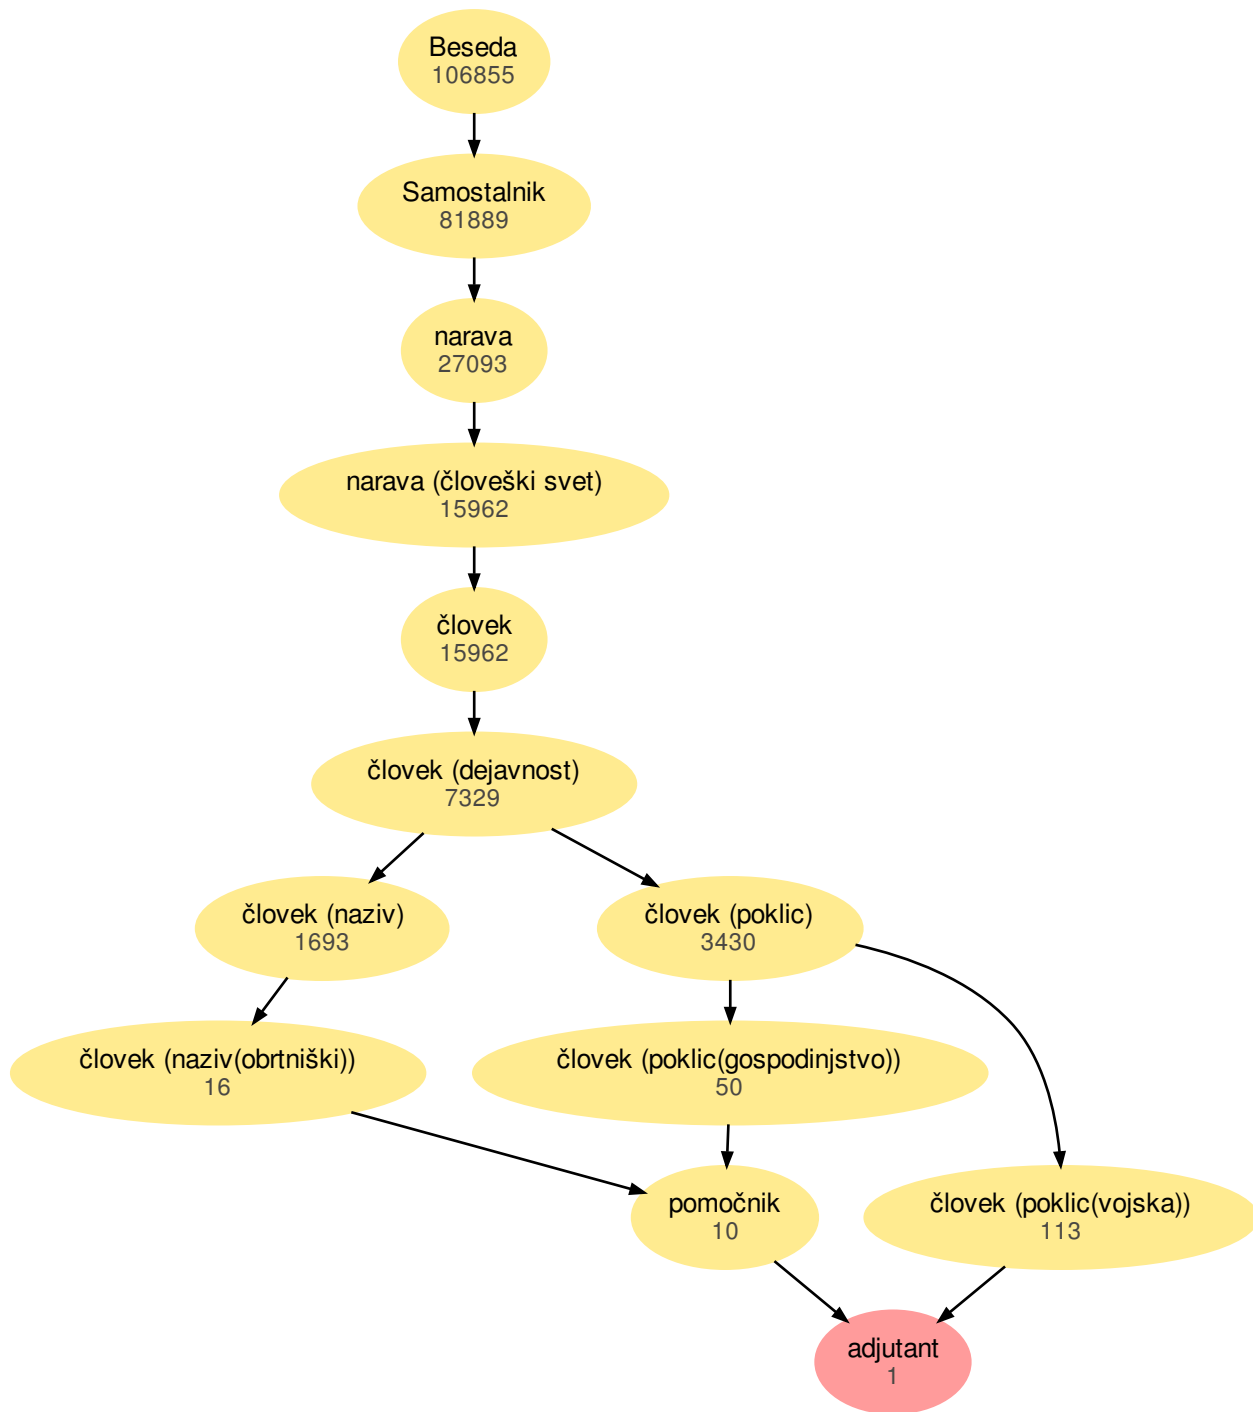 Beseda
106855
Samostalnik
81889
narava
27093
narava (človeški svet)
15962
človek
15962
človek (dejavnost)
7329
človek (naziv)
1693
človek (poklic)
3430
človek (naziv(obrtniški))
16
človek (poklic(gospodinjstvo))
50
pomočnik
10
človek (poklic(vojska))
113
adjutant
1